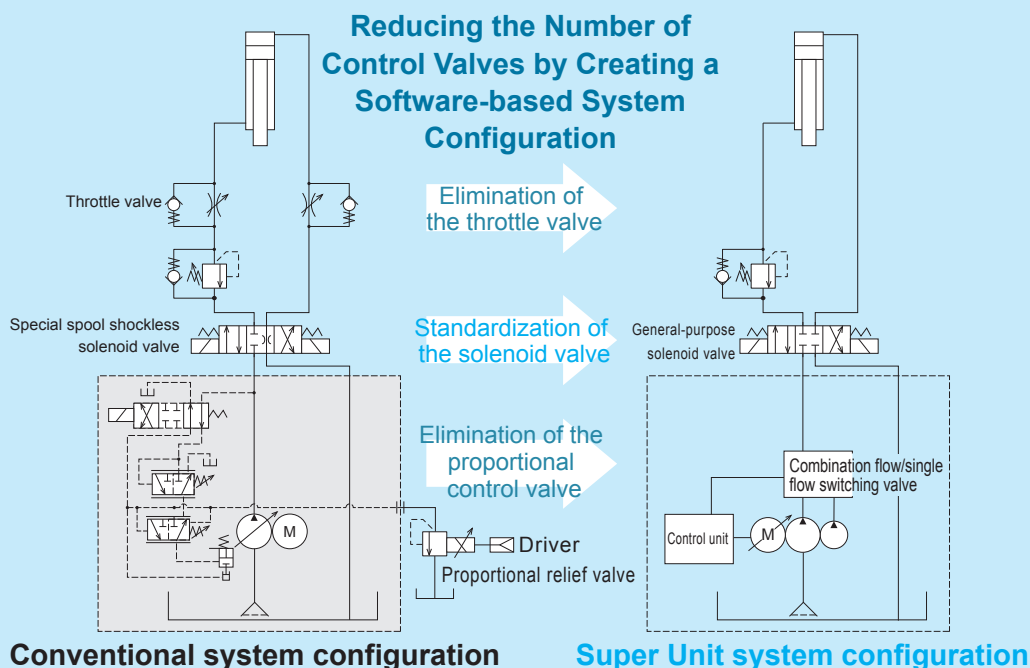 Reducing the Number of
Control Valves by Creating a
Software-based System
Configuration
Throttle valve
Elimination of
the throttle valve
Special spool shockless
solenoid valve
Standardization of
the solenoid valve
General-purpose
solenoid valve
Elimination of the
proportional
control valve
Combination flow/single
flow switching valve
M
Driver
Proportional relief valve
Control unit
M
Conventional system configuration
Super Unit system configuration